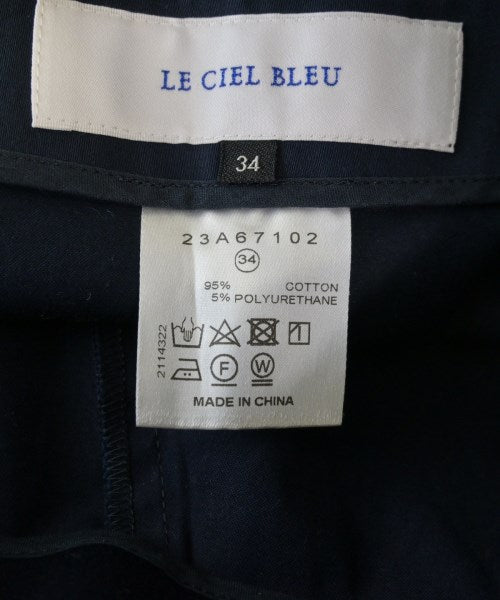 LE CIEL BLEU
34
23A67102
34
95% COTTON
5% POLYURETHANE
2114322
F W
MADE IN CHINA